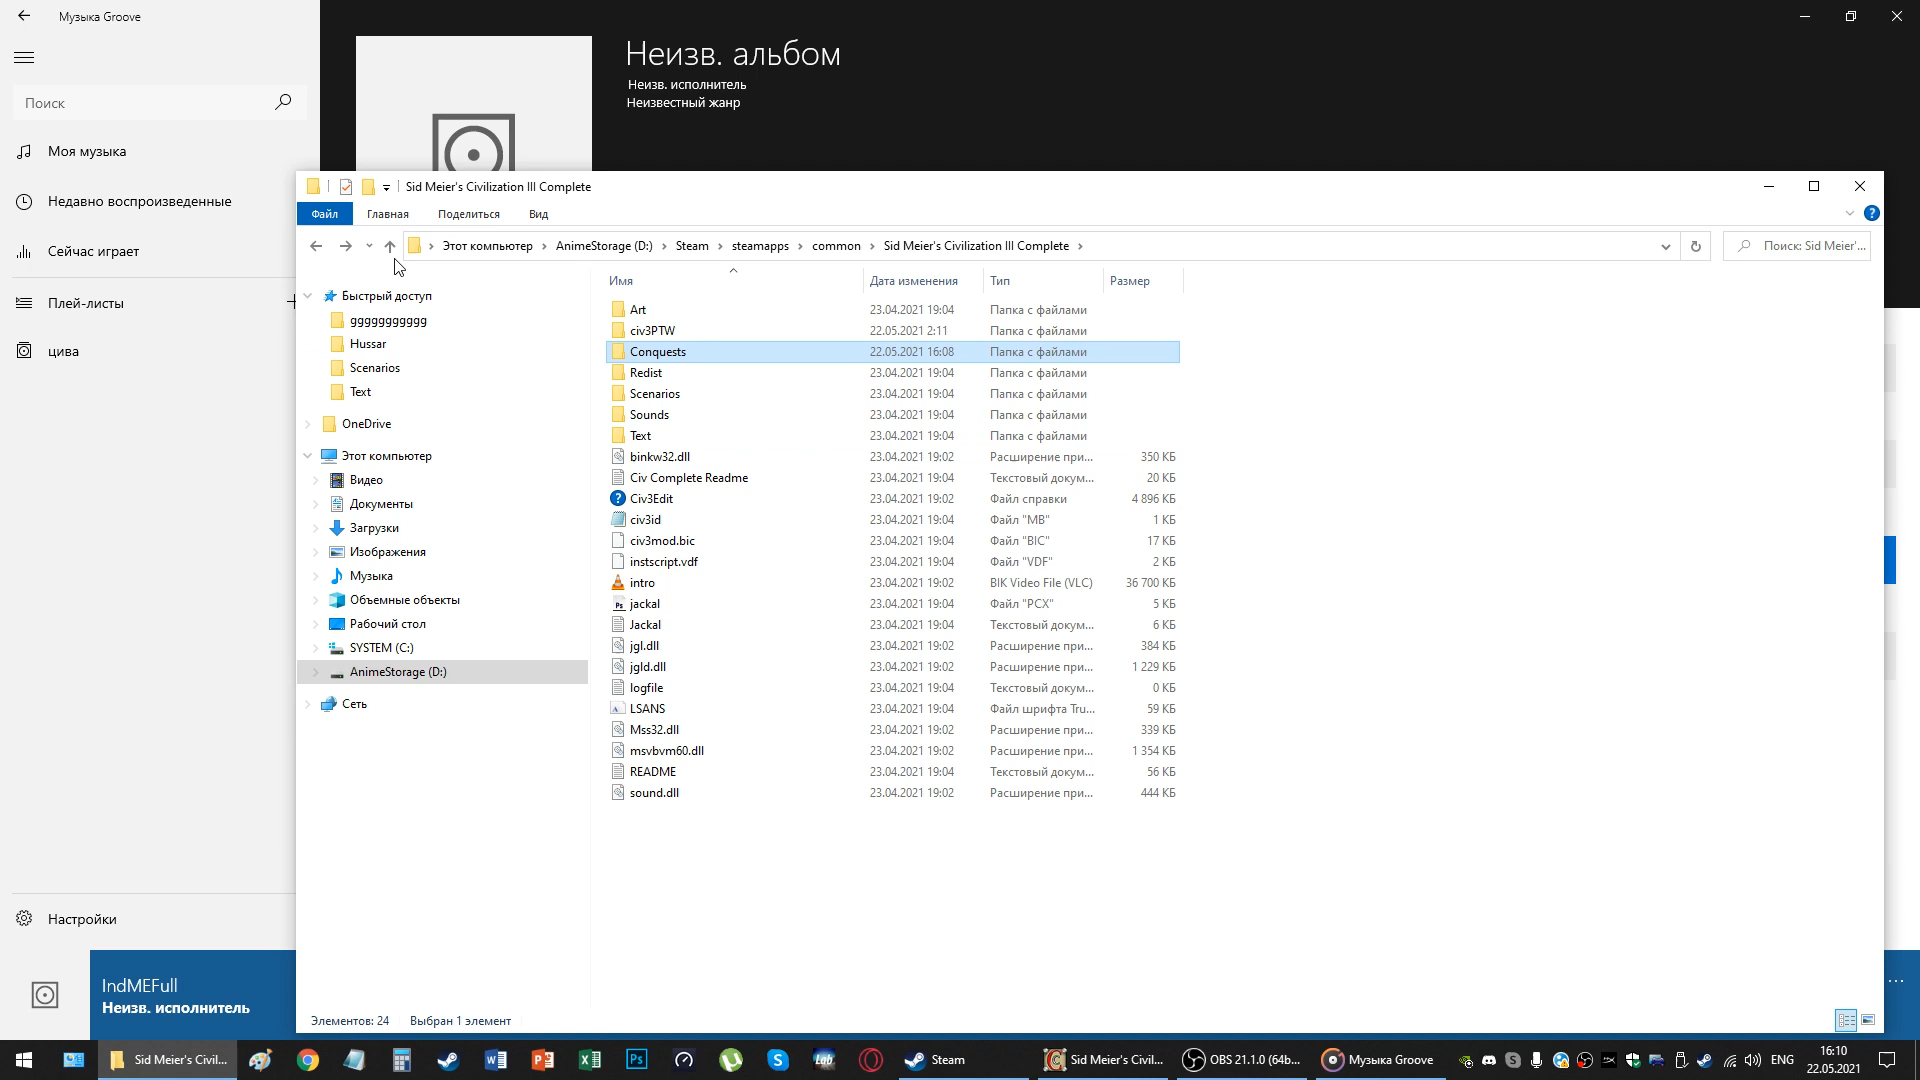 Музыка Groove
Поиск
Моя музыка
Недавно воспроизведенные
Сейчас играет
Плей-листы
цива
Настройки
IndMEFull
Неизв. исполнитель
Неизв. альбом
Неизв. исполнитель
Неизвестный жанр
Sid Meier's Civilization III Complete
Файл Главная Поделиться Вид
Этот компьютер AnimeStorage (D:) Steam steamapps common Sid Meier's Civilization III Complete
Поиск: Sid Meier'...
Быстрый доступ
ggggggggggg
Hussar
Scenarios
Text
OneDrive
Этот компьютер
Видео
Документы
Загрузки
Изображения
Музыка
Объемные объекты
Рабочий стол
SYSTEM (C:)
AnimeStorage (D:)
Сеть
Имя Дата изменения Тип Размер
Art 23.04.2021 19:04 Папка с файлами
civ3PTW 22.05.2021 2:11 Папка с файлами
Conquests 22.05.2021 16:08 Папка с файлами
Redist 23.04.2021 19:04 Папка с файлами
Scenarios 23.04.2021 19:04 Папка с файлами
Sounds 23.04.2021 19:04 Папка с файлами
Text 23.04.2021 19:04 Папка с файлами
binkw32.dll 23.04.2021 19:02 Расширение при... 350 КБ
Civ Complete Readme 23.04.2021 19:04 Текстовый докум... 20 КБ
Civ3Edit 23.04.2021 19:02 Файл справки 4 896 КБ
civ3id 23.04.2021 19:04 Файл "MB" 1 КБ
civ3mod.bic 23.04.2021 19:04 Файл "BIC" 17 КБ
instscript.vdf 23.04.2021 19:04 Файл "VDF" 2 КБ
intro 23.04.2021 19:02 BIK Video File (VLC) 36 700 КБ
jackal 23.04.2021 19:04 Файл "PCX" 5 КБ
Jackal 23.04.2021 19:04 Текстовый докум... 6 КБ
jgl.dll 23.04.2021 19:02 Расширение при... 384 КБ
jgld.dll 23.04.2021 19:02 Расширение при... 1 229 КБ
logfile 23.04.2021 19:04 Текстовый докум... 0 КБ
LSANS 23.04.2021 19:04 Файл шрифта Tru... 59 КБ
Mss32.dll 23.04.2021 19:02 Расширение при... 339 КБ
msvbvm60.dll 23.04.2021 19:02 Расширение при... 1 354 КБ
README 23.04.2021 19:04 Текстовый докум... 56 КБ
sound.dll 23.04.2021 19:02 Расширение при... 444 КБ
Элементов: 24 Выбран 1 элемент
Sid Meier's Civil... Lab Steam Sid Meier's Civil... OBS 21.1.0 (64b... Музыка Groove ENG 16:10
22.05.2021